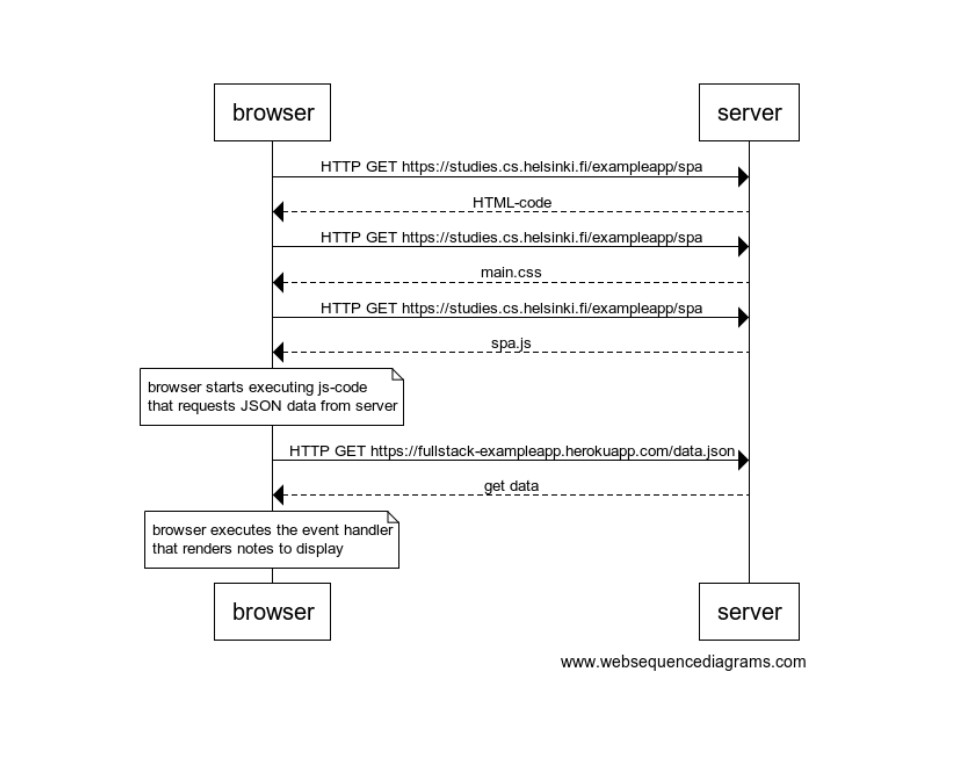 browser
server
HTTP GET https://studies.cs.helsinki.fi/exampleapp/spa
HTML-code
HTTP GET https://studies.cs.helsinki.fi/exampleapp/spa
main.css
HTTP GET https://studies.cs.helsinki.fi/exampleapp/spa
spa.js
browser starts executing js-code
that requests JSON data from server
HTTP GET https://fullstack-exampleapp.herokuapp.com/data.json
get data
browser executes the event handler
that renders notes to display
browser
server
www.websequencediagrams.com